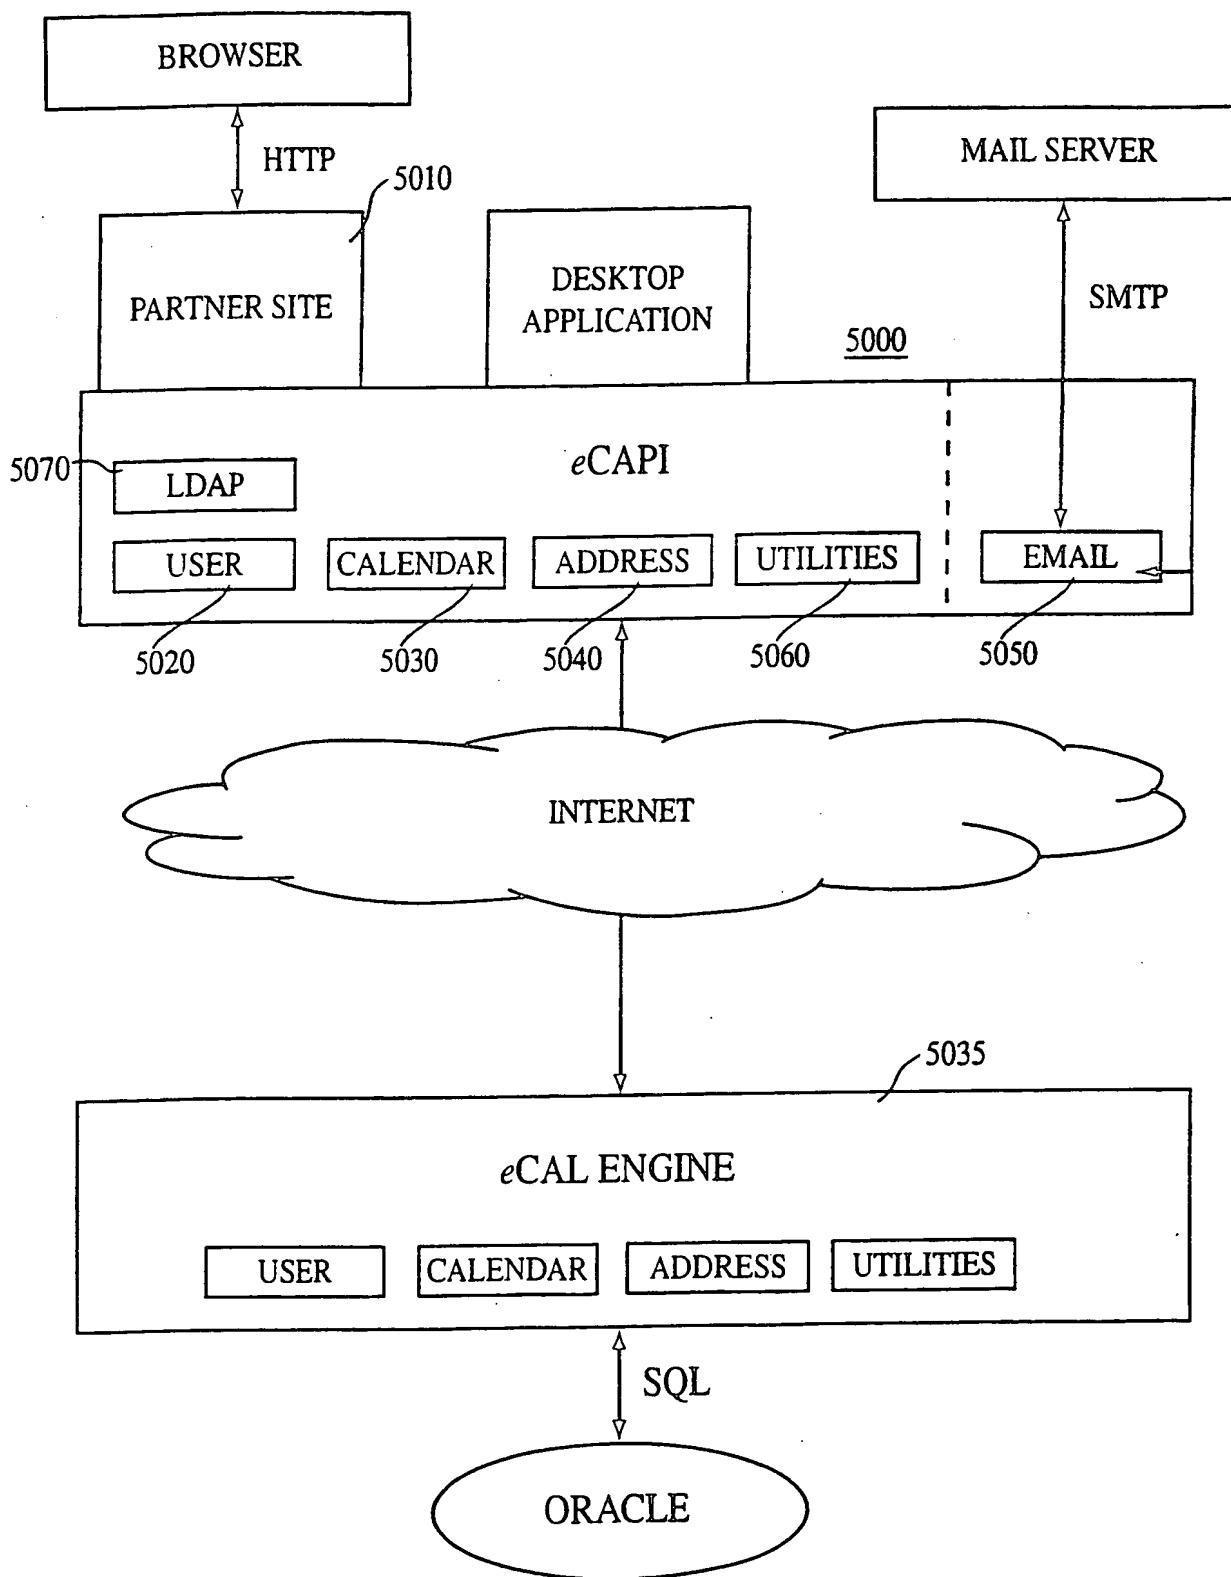 BROWSER
HTTP
MAIL SERVER
5010
PARTNER SITE
DESKTOP
APPLICATION
SMTP
5000
eCAPI
5070
LDAP
USER
CALENDAR
ADDRESS
UTILITIES
EMAIL
5020
5030
5040
5060
5050
INTERNET
5035
eCAL ENGINE
USER
CALENDAR
ADDRESS
UTILITIES
SQL
ORACLE